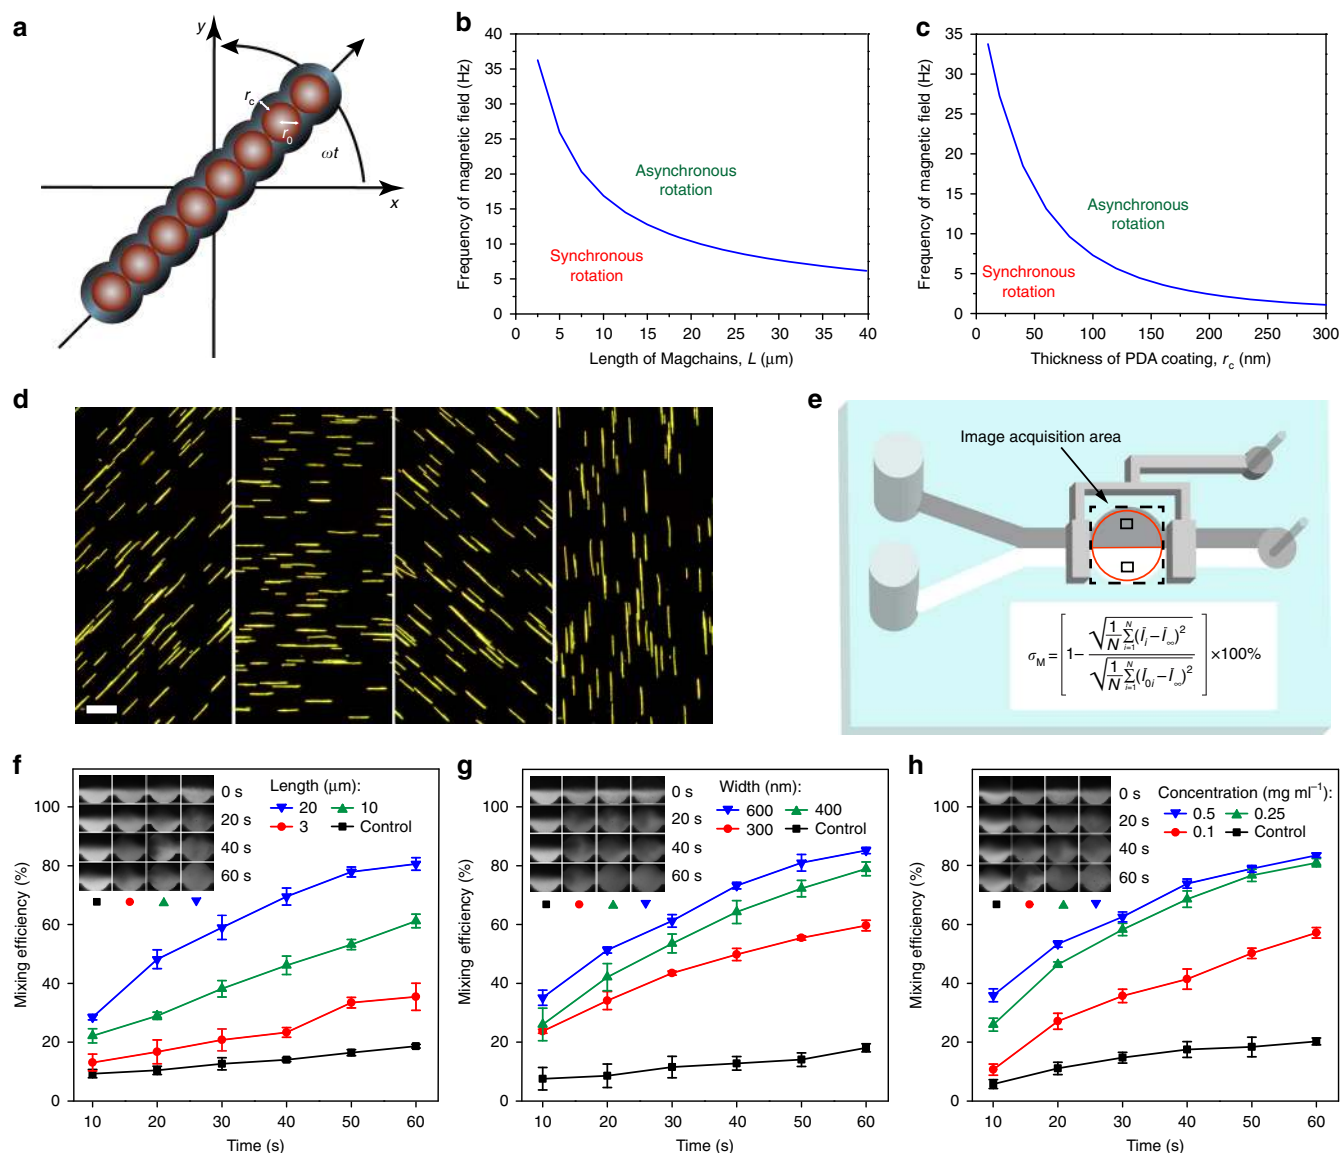 a
y
r_c
r_0
ωt
x
b
Frequency of magnetic field (Hz)
40
35
30
25
20
15
10
5
0
Asynchronous
rotation
Synchronous
rotation
0 5 10 15 20 25 30 35 40
Length of Magchains, L (μm)
c
Frequency of magnetic field (Hz)
35
30
25
20
15
10
5
0
Asynchronous
rotation
Synchronous
rotation
0 50 100 150 200 250 300
Thickness of PDA coating, r_c (nm)
d
e
Image acquisition area
σ_M = [1− √(1/N Σ_{i=1}^{N} (Ī_i − Ī_∞)²) / √(1/N Σ_{i=1}^{N} (Ī_{0i} − Ī_∞)²)] ×100%
f
Mixing efficiency (%)
100
80
60
40
20
0
0 s
20 s
40 s
60 s
Length (μm):
20 10
3 Control
10 20 30 40 50 60
Time (s)
g
Mixing efficiency (%)
100
80
60
40
20
0
0 s
20 s
40 s
60 s
Width (nm):
600 400
300 Control
10 20 30 40 50 60
Time (s)
h
Mixing efficiency (%)
100
80
60
40
20
0
0 s
20 s
40 s
60 s
Concentration (mg ml⁻¹):
0.5 0.25
0.1 Control
10 20 30 40 50 60
Time (s)